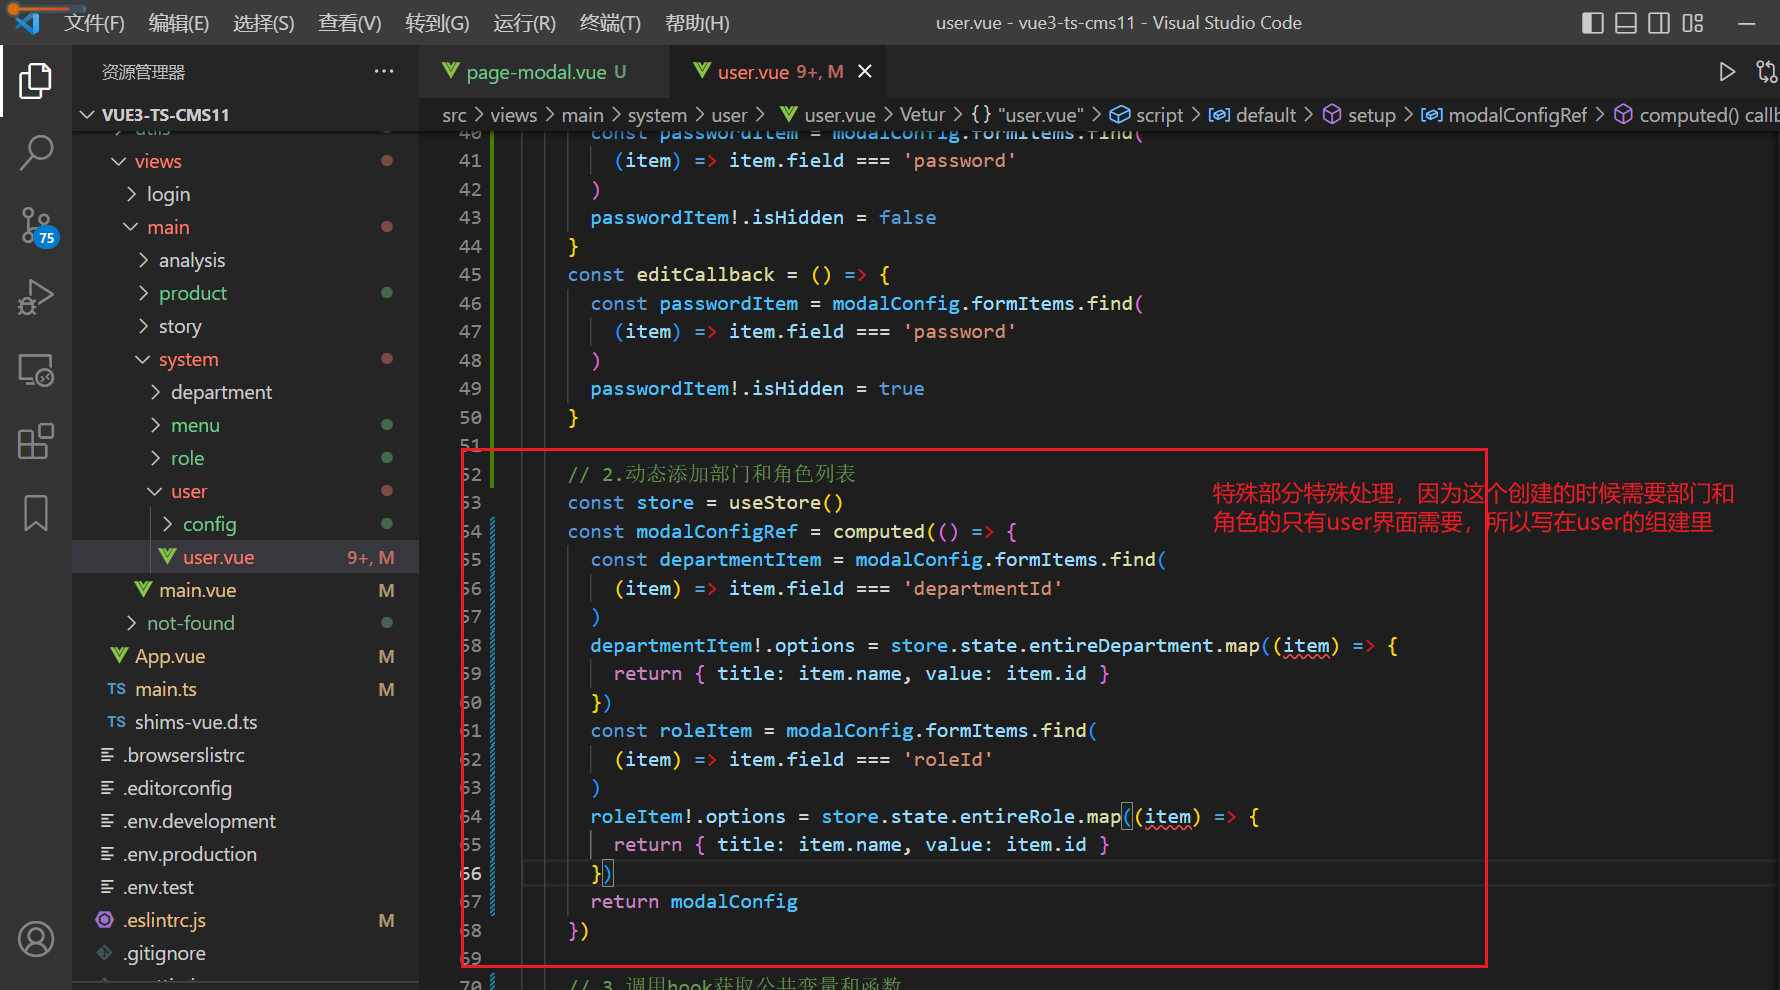 文件(F) 编辑(E) 选择(S) 查看(V) 转到(G) 运行(R) 终端(T) 帮助(H)
user.vue - vue3-ts-cms11 - Visual Studio Code
资源管理器 ···
page-modal.vue U
user.vue 9+, M
VUE3-TS-CMS11
src > views > main > system > user > user.vue > Vetur > {} "user.vue" > script > default > setup > modalConfigRef > computed() callb
utils
views
login
main
analysis
product
story
system
department
menu
role
user
config
user.vue 9+, M
main.vue M
not-found
App.vue M
TS main.ts M
TS shims-vue.d.ts
.browserslistrc
.editorconfig
.env.development
.env.production
.env.test
.eslintrc.js M
.gitignore
75
40 const passwordItem = modalConfig.formItems.find(
41 (item) => item.field === 'password'
42 )
43 passwordItem!.isHidden = false
44 }
45 const editCallback = () => {
46 const passwordItem = modalConfig.formItems.find(
47 (item) => item.field === 'password'
48 )
49 passwordItem!.isHidden = true
50 }
51
52 // 2.动态添加部门和角色列表
53 const store = useStore()
54 const modalConfigRef = computed(() => {
55 const departmentItem = modalConfig.formItems.find(
56 (item) => item.field === 'departmentId'
57 )
58 departmentItem!.options = store.state.entireDepartment.map((item) => {
59 return { title: item.name, value: item.id }
60 })
61 const roleItem = modalConfig.formItems.find(
62 (item) => item.field === 'roleId'
63 )
64 roleItem!.options = store.state.entireRole.map((item) => {
65 return { title: item.name, value: item.id }
66 })
67 return modalConfig
68 })
69
70 // 3.调用hook获取公共变量和函数
特殊部分特殊处理，因为这个创建的时候需要部门和
角色的只有user界面需要，所以写在user的组建里